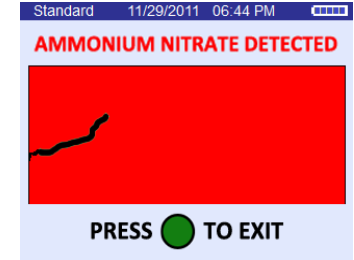 Standard 11/29/2011 06:44 PM
AMMONIUM NITRATE DETECTED
PRESS TO EXIT